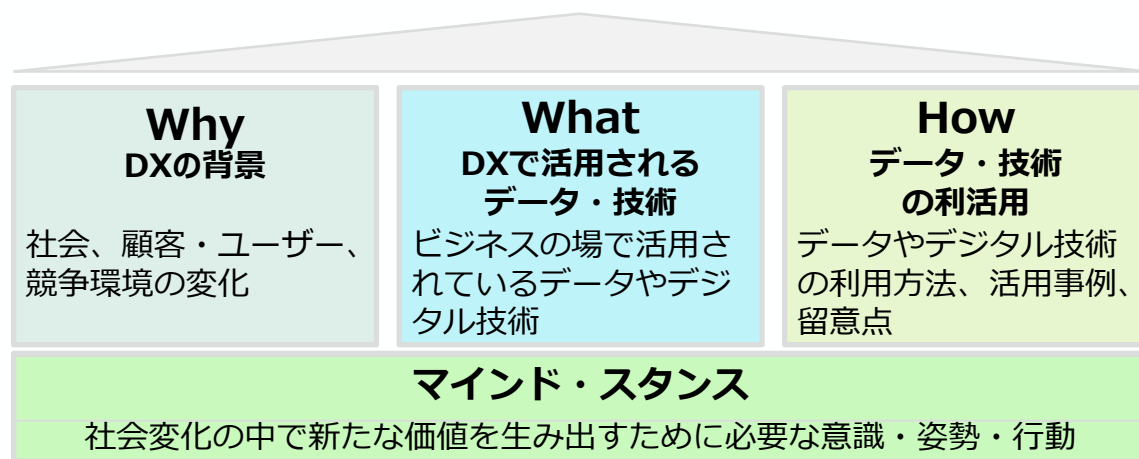 Why
DXの背景
社会、顧客・ユーザー、
競争環境の変化
What
DXで活用される
データ・技術
ビジネスの場で活用さ
れているデータやデジ
タル技術
How
データ・技術
の利活用
データやデジタル技術
の利用方法、活用事例、
留意点
マインド・スタンス
社会変化の中で新たな価値を生み出すために必要な意識・姿勢・行動